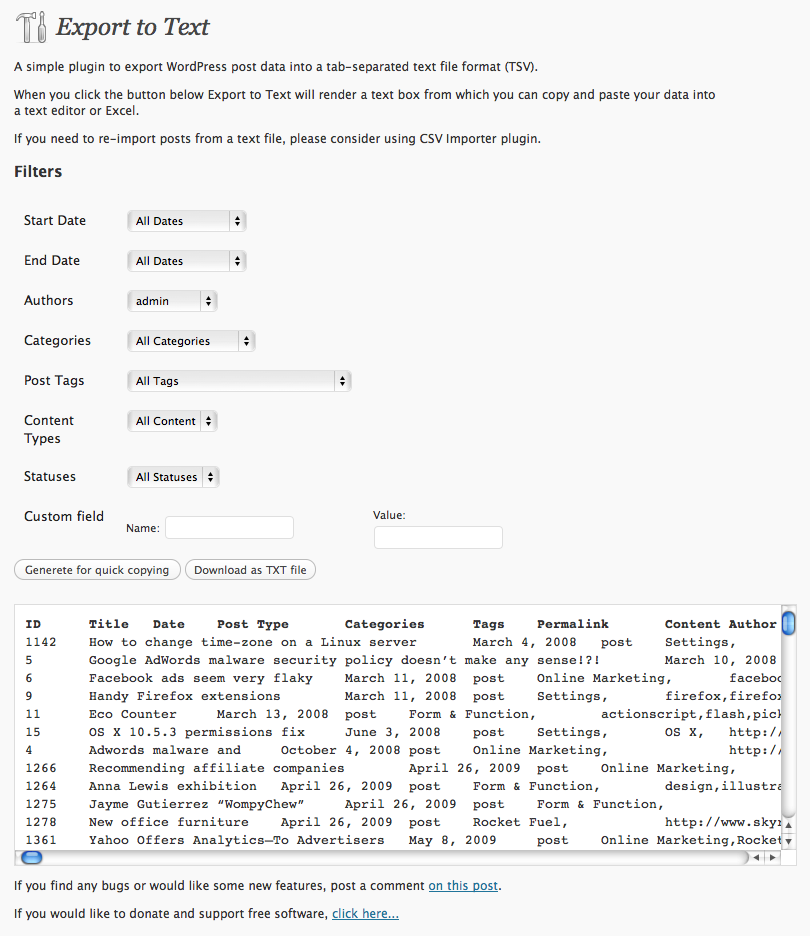 Export to Text
A simple plugin to export WordPress post data into a tab-separated text file format (TSV).
When you click the button below Export to Text will render a text box from which you can copy and paste your data into
a text editor or Excel.
If you need to re-import posts from a text file, please consider using CSV Importer plugin.
Filters
Start Date All Dates
End Date All Dates
Authors admin
Categories All Categories
Post Tags All Tags
Content Types All Content
Statuses All Statuses
Custom field Name: Value:
Generete for quick copying Download as TXT file
ID Title Date Post Type Categories Tags Permalink Content Author
1142 How to change time-zone on a Linux server March 4, 2008 post Settings,
5 Google AdWords malware security policy doesn't make any sense!?! March 10, 2008
6 Facebook ads seem very flaky March 11, 2008 post Online Marketing, faceboo
9 Handy Firefox extensions March 11, 2008 post Settings, firefox,firefox
11 Eco Counter March 13, 2008 post Form & Function, actionscript,flash,pick
15 OS X 10.5.3 permissions fix June 3, 2008 post Settings, OS X, http://
4 Adwords malware and October 4, 2008 post Online Marketing, http://
1266 Recommending affiliate companies April 26, 2009 post Online Marketing,
1264 Anna Lewis exhibition April 26, 2009 post Form & Function, design,illustra
1275 Jayme Gutierrez “WompyChew” April 26, 2009 post Form & Function,
1278 New office furniture April 26, 2009 post Rocket Fuel, http://www.skyr
1361 Yahoo Offers Analytics—To Advertisers May 8, 2009 post Online Marketing,Rocket
If you find any bugs or would like some new features, post a comment on this post.
If you would like to donate and support free software, click here...